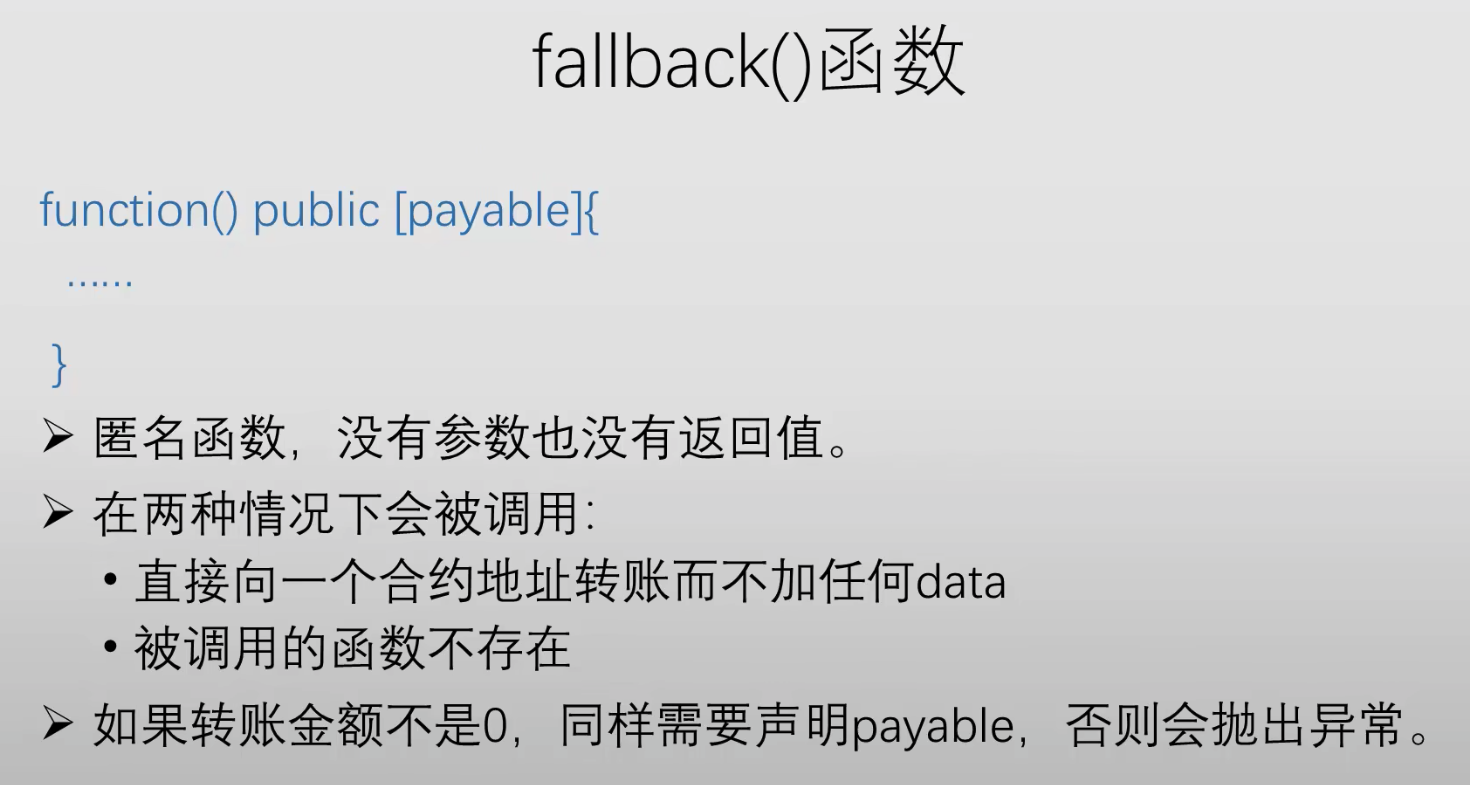 fallback()函数
function() public [payable]{
……
}
➢ 匿名函数，没有参数也没有返回值。
➢ 在两种情况下会被调用：
• 直接向一个合约地址转账而不加任何data
• 被调用的函数不存在
➢ 如果转账金额不是0，同样需要声明payable，否则会抛出异常。